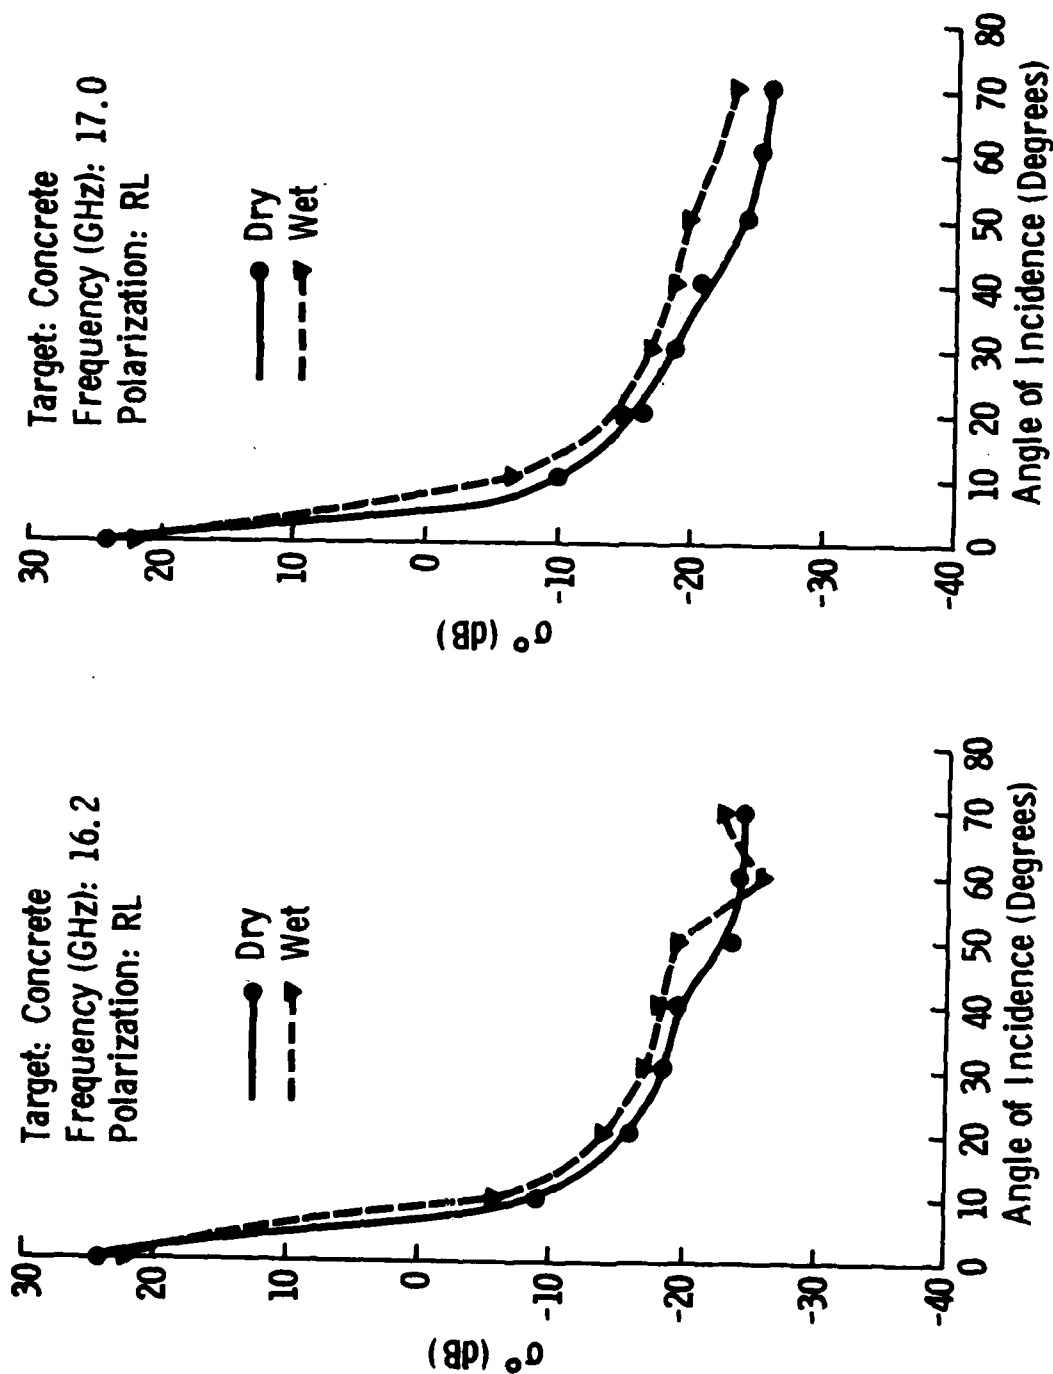 Target: Concrete
Frequency (GHz): 16.2
Polarization: RL
Dry
Wet
30
20
10
0
-10
-20
-30
-40
σ° (dB)
0 10 20 30 40 50 60 70 80
Angle of Incidence (Degrees)
Target: Concrete
Frequency (GHz): 17.0
Polarization: RL
Dry
Wet
30
20
10
0
-10
-20
-30
-40
σ° (dB)
0 10 20 30 40 50 60 70 80
Angle of Incidence (Degrees)